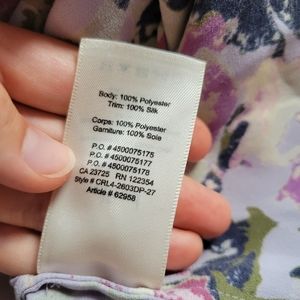 Body: 100% Polyester
Trim: 100% Silk
Corps: 100% Polyester
Garniture: 100% Soie
P.O. # 4500075175
P.O. # 4500075177
P.O. # 4500075178
CA 23725 RN 122354
Style # CRL4-2603DP-27
Article # 62958